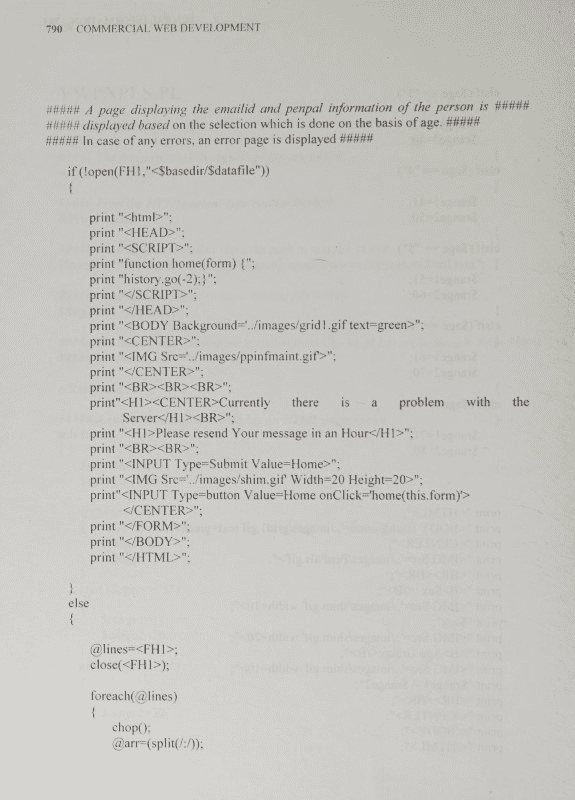 790 COMMERCIAL WEB DEVELOPMENT
##### A page displaying the emailid and penpal information of the person is #####
##### displayed based on the selection which is done on the basis of age. #####
##### In case of any errors, an error page is displayed #####
if (!open(FH1,"<$basedir/$datafile"))
{
print "<html>";
print "<HEAD>";
print "<SCRIPT>";
print "function home(form) {";
print "history.go(-2);}";
print "</SCRIPT>";
print "</HEAD>";
print "<BODY Background='../images/grid1.gif text=green>";
print "<CENTER>";
print "<IMG Src='../images/ppinfmaint.gif'>";
print "</CENTER>";
print "<BR><BR><BR>";
print"<H1><CENTER>Currently there is a problem with the
Server</H1><BR>";
print "<H1>Please resend Your message in an Hour</H1>";
print "<BR><BR>";
print "<INPUT Type=Submit Value=Home>";
print "<IMG Src='../images/shim.gif' Width=20 Height=20>";
print"<INPUT Type=button Value=Home onClick='home(this.form)'>
</CENTER>";
print "</FORM>";
print "</BODY>";
print "</HTML>";
}
else
{
@lines=<FH1>;
close(<FH1>);
foreach(@lines)
{
chop();
@arr=(split(/:/));